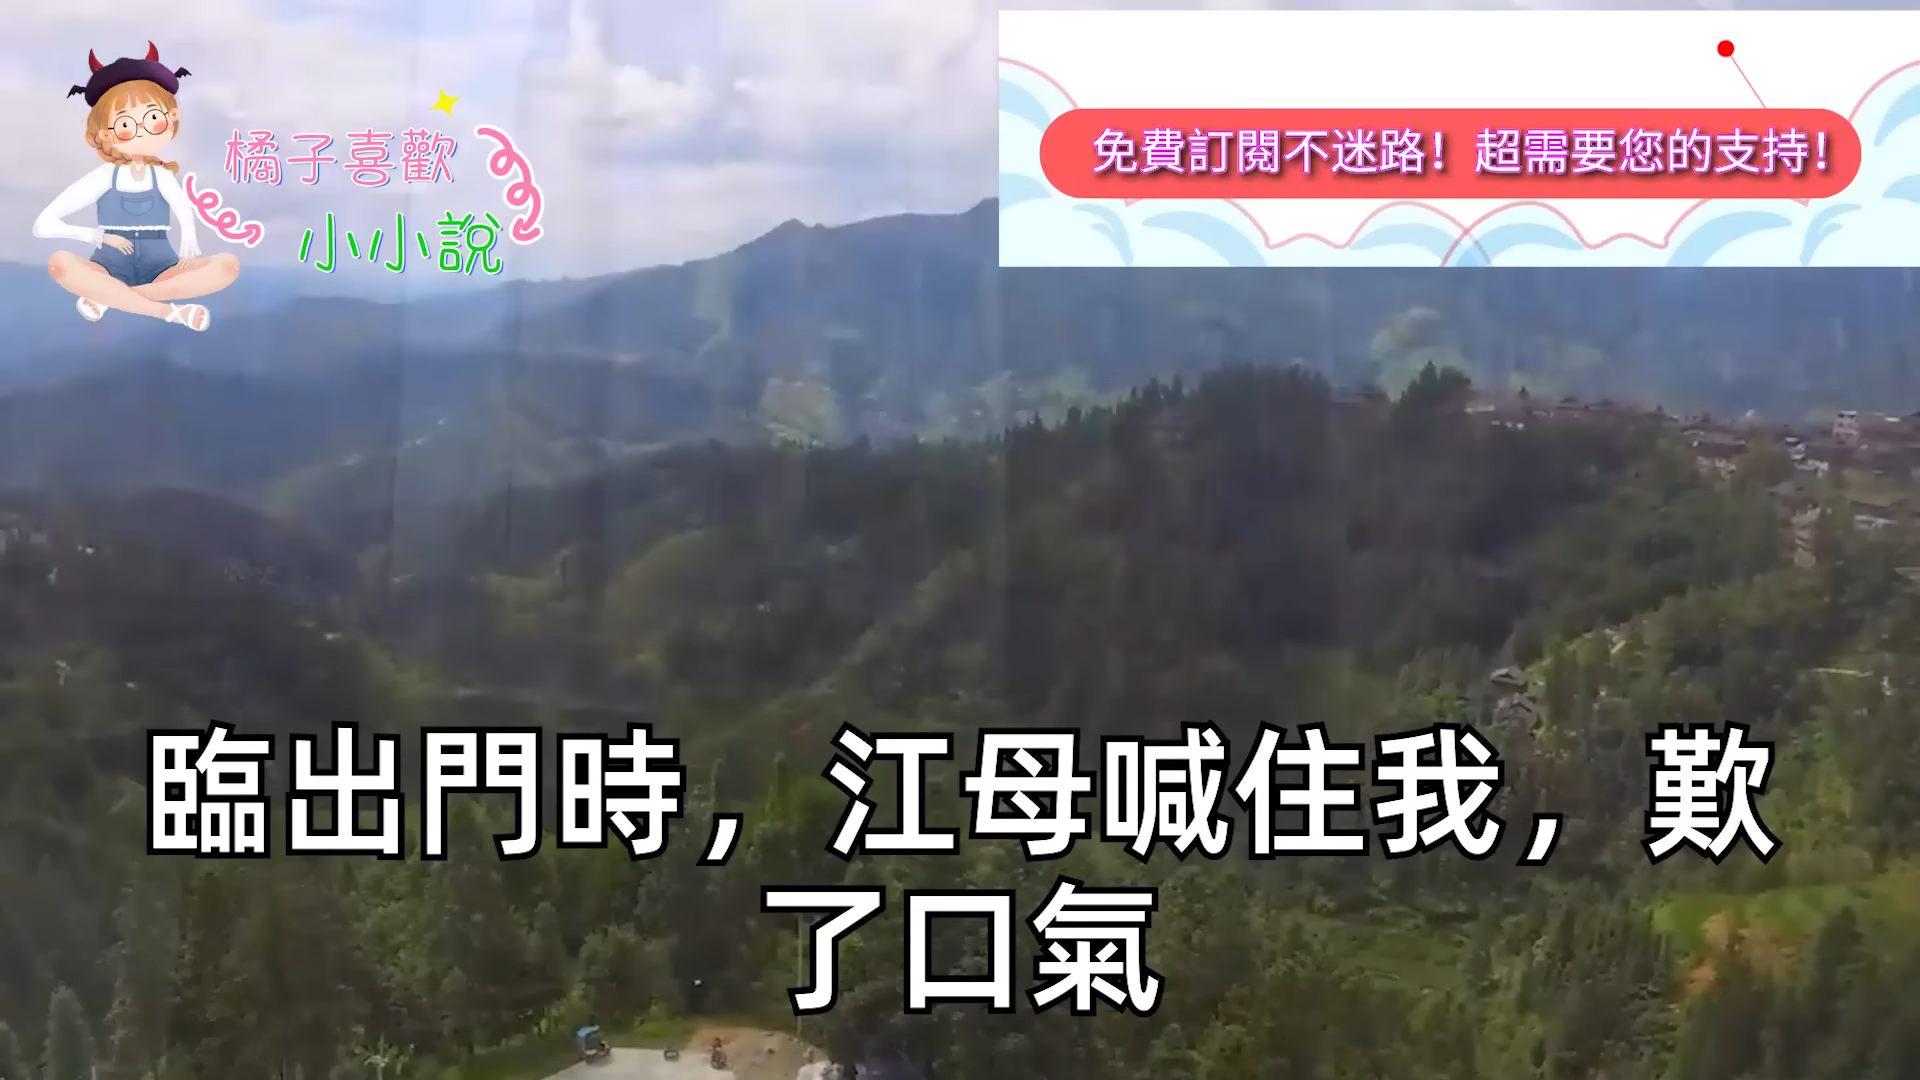 橘子喜歡
小小說
免費訂閱不迷路！超需要您的支持！
臨出門時，江母喊住我，歎
了口氣